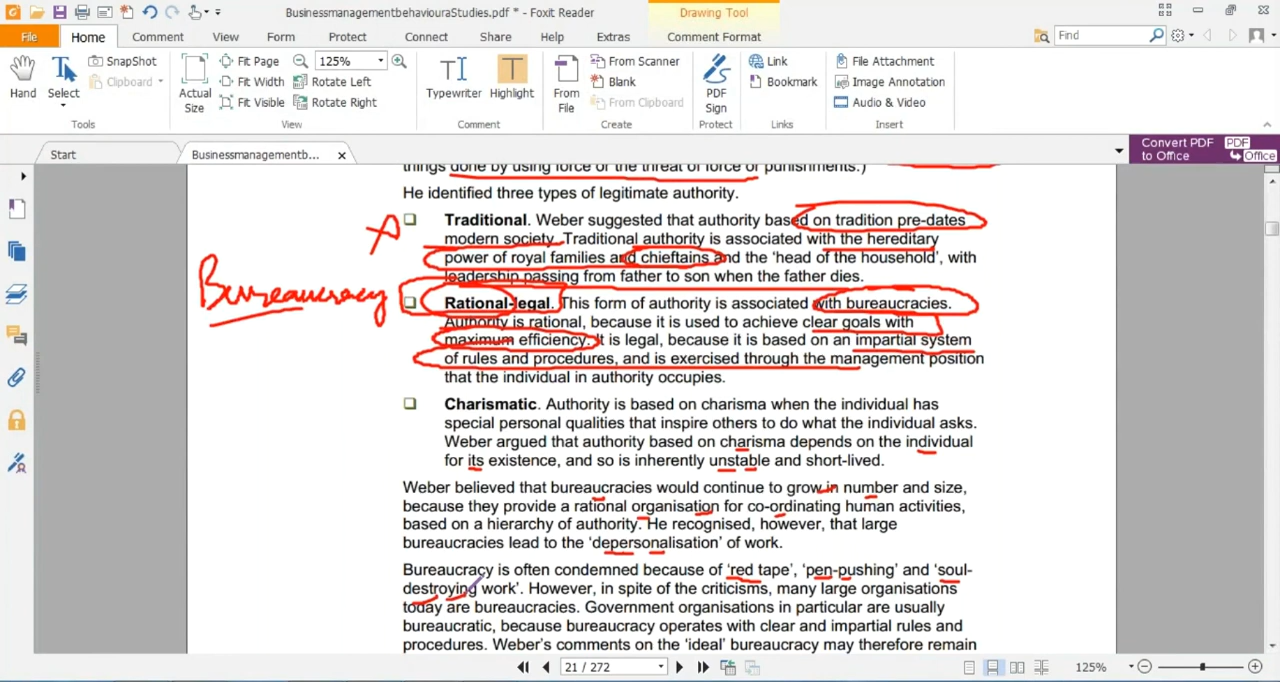 BusinessmanagementbehaviouraStudies.pdf * - Foxit Reader
Drawing Tool
File Home Comment View Form Protect Connect Share Help Extras Comment Format
Find
Hand
Select
SnapShot
Clipboard
Actual Size
Fit Page
Fit Width
Fit Visible
125%
Rotate Left
Rotate Right
Typewriter
Highlight
From File
From Scanner
Blank
From Clipboard
PDF Sign
Link
Bookmark
File Attachment
Image Annotation
Audio & Video
Tools View Comment Create Protect Links Insert
Start
Businessmanagementb...
Convert PDF to Office
PDF
Office
things done by using force or the threat of force or punishments.)
He identified three types of legitimate authority.
Traditional. Weber suggested that authority based on tradition pre-dates
modern society. Traditional authority is associated with the hereditary
power of royal families and chieftains and the 'head of the household', with
leadership passing from father to son when the father dies.
Bureaucracy
Rational-legal. This form of authority is associated with bureaucracies.
Authority is rational, because it is used to achieve clear goals with
maximum efficiency. It is legal, because it is based on an impartial system
of rules and procedures, and is exercised through the management position
that the individual in authority occupies.
Charismatic. Authority is based on charisma when the individual has
special personal qualities that inspire others to do what the individual asks.
Weber argued that authority based on charisma depends on the individual
for its existence, and so is inherently unstable and short-lived.
Weber believed that bureaucracies would continue to grow in number and size,
because they provide a rational organisation for co-ordinating human activities,
based on a hierarchy of authority. He recognised, however, that large
bureaucracies lead to the 'depersonalisation' of work.
Bureaucracy is often condemned because of 'red tape', 'pen-pushing' and 'soul-
destroying work'. However, in spite of the criticisms, many large organisations
today are bureaucracies. Government organisations in particular are usually
bureaucratic, because bureaucracy operates with clear and impartial rules and
procedures. Weber's comments on the 'ideal' bureaucracy may therefore remain
21 / 272
125%